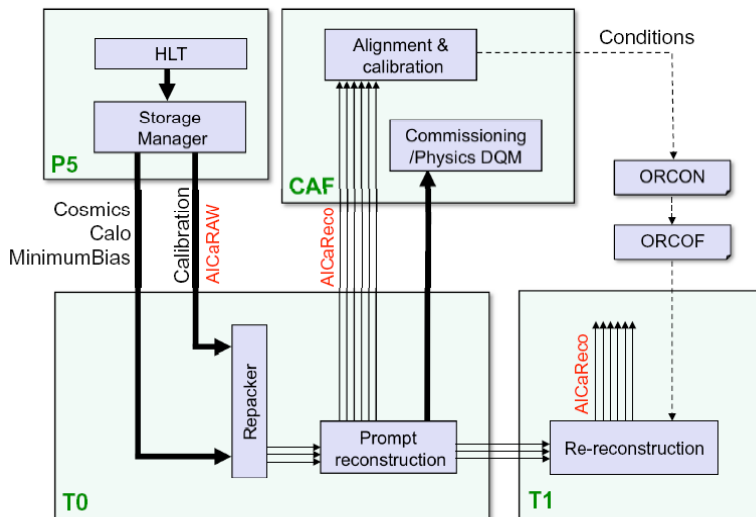 HLT
Storage
Manager
P5
Alignment &
calibration
Commissioning
/Physics DQM
CAF
Conditions
ORCON
ORCOF
Cosmics
Calo
MinimumBias
Calibration
AlCaRAW
AlCaReco
Repacker
Prompt
reconstruction
T0
AlCaReco
Re-reconstruction
T1